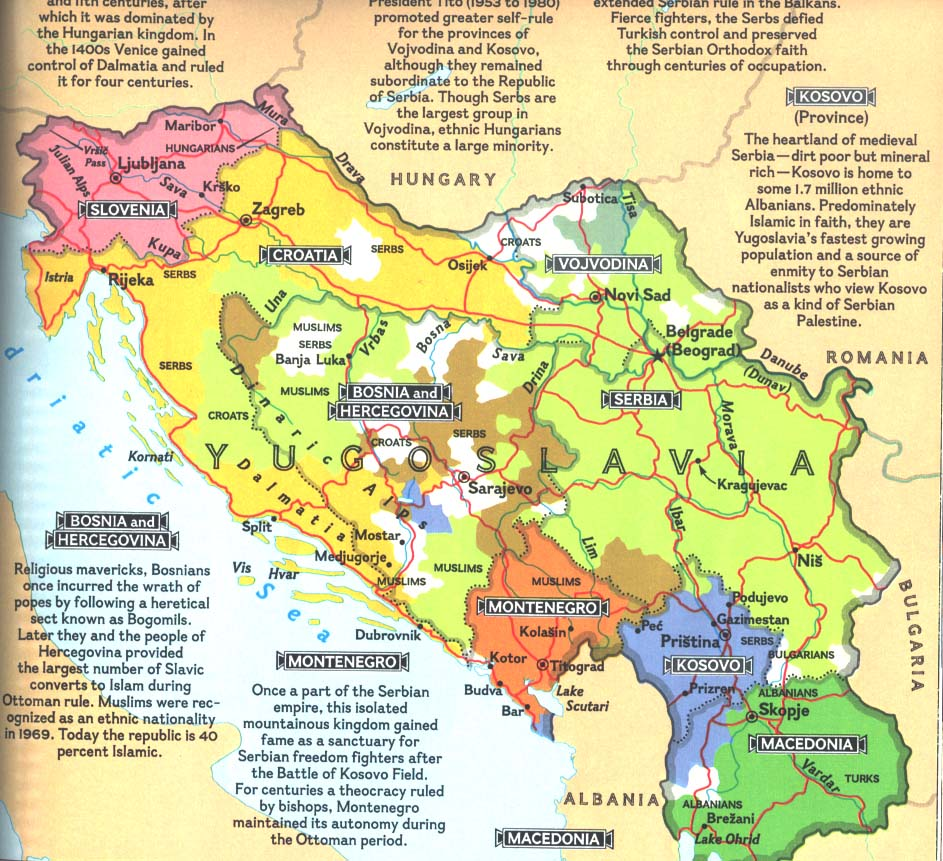 and fifth centuries, after
which it was dominated by
the Hungarian kingdom. In
the 1400s Venice gained
control of Dalmatia and ruled
it for four centuries.
President Tito (1953 to 1980)
promoted greater self-rule
for the provinces of
Vojvodina and Kosovo,
although they remained
subordinate to the Republic
of Serbia. Though Serbs are
the largest group in
Vojvodina, ethnic Hungarians
constitute a large minority.
extended Serbian rule in the Balkans.
Fierce fighters, the Serbs defied
Turkish control and preserved
the Serbian Orthodox faith
through centuries of occupation.
KOSOVO
(Province)
The heartland of medieval
Serbia—dirt poor but mineral
rich—Kosovo is home to
some 1.7 million ethnic
Albanians. Predominately
Islamic in faith, they are
Yugoslavia's fastest growing
population and a source of
enmity to Serbian
nationalists who view Kosovo
as a kind of Serbian
Palestine.
Mura
Maribor
HUNGARIANS
Vršič
Pass
Julian Alps
Ljubljana
Sava
Krško
SLOVENIA
Drava
HUNGARY
Zagreb
Kupa
Istria
Rijeka
SERBS
CROATIA
SERBS
Osijek
CROATS
Subotica
Tisa
VOJVODINA
Novi Sad
Belgrade
(Beograd)
Danube
(Dunav)
ROMANIA
Una
MUSLIMS
SERBS
Banja Luka
Vrbas
Bosna
Sava
Drina
SERBS
Dinaric
Alps
MUSLIMS
CROATS
BOSNIA and
HERCEGOVINA
SERBIA
Morava
CROATS
SERBS
YUGOSLAVIA
Adriatic
Sea
Kornati
Dalmatia
Sarajevo
Kragujevac
Split
Mostar
Medjugorje
Ibar
Lim
Niš
Vis
Hvar
MUSLIMS
MUSLIMS
MUSLIMS
BULGARIA
Dubrovnik
MONTENEGRO
Kolašin
Kotor
Titograd
Budva
Bar
Lake
Scutari
Podujevo
Gazimestan
Peć
Priština
SERBS
KOSOVO
BULGARIANS
Prizren
ALBANIANS
Skopje
MACEDONIA
Vardar
TURKS
ALBANIA
ALBANIANS
Brežani
Lake Ohrid
BOSNIA and
HERCEGOVINA
Religious mavericks, Bosnians
once incurred the wrath of
popes by following a heretical
sect known as Bogomils.
Later they and the people of
Hercegovina provided
the largest number of Slavic
converts to Islam during
Ottoman rule. Muslims were rec-
ognized as an ethnic nationality
in 1969. Today the republic is 40
percent Islamic.
MONTENEGRO
Once a part of the Serbian
empire, this isolated
mountainous kingdom gained
fame as a sanctuary for
Serbian freedom fighters after
the Battle of Kosovo Field.
For centuries a theocracy ruled
by bishops, Montenegro
maintained its autonomy during
the Ottoman period.
MACEDONIA